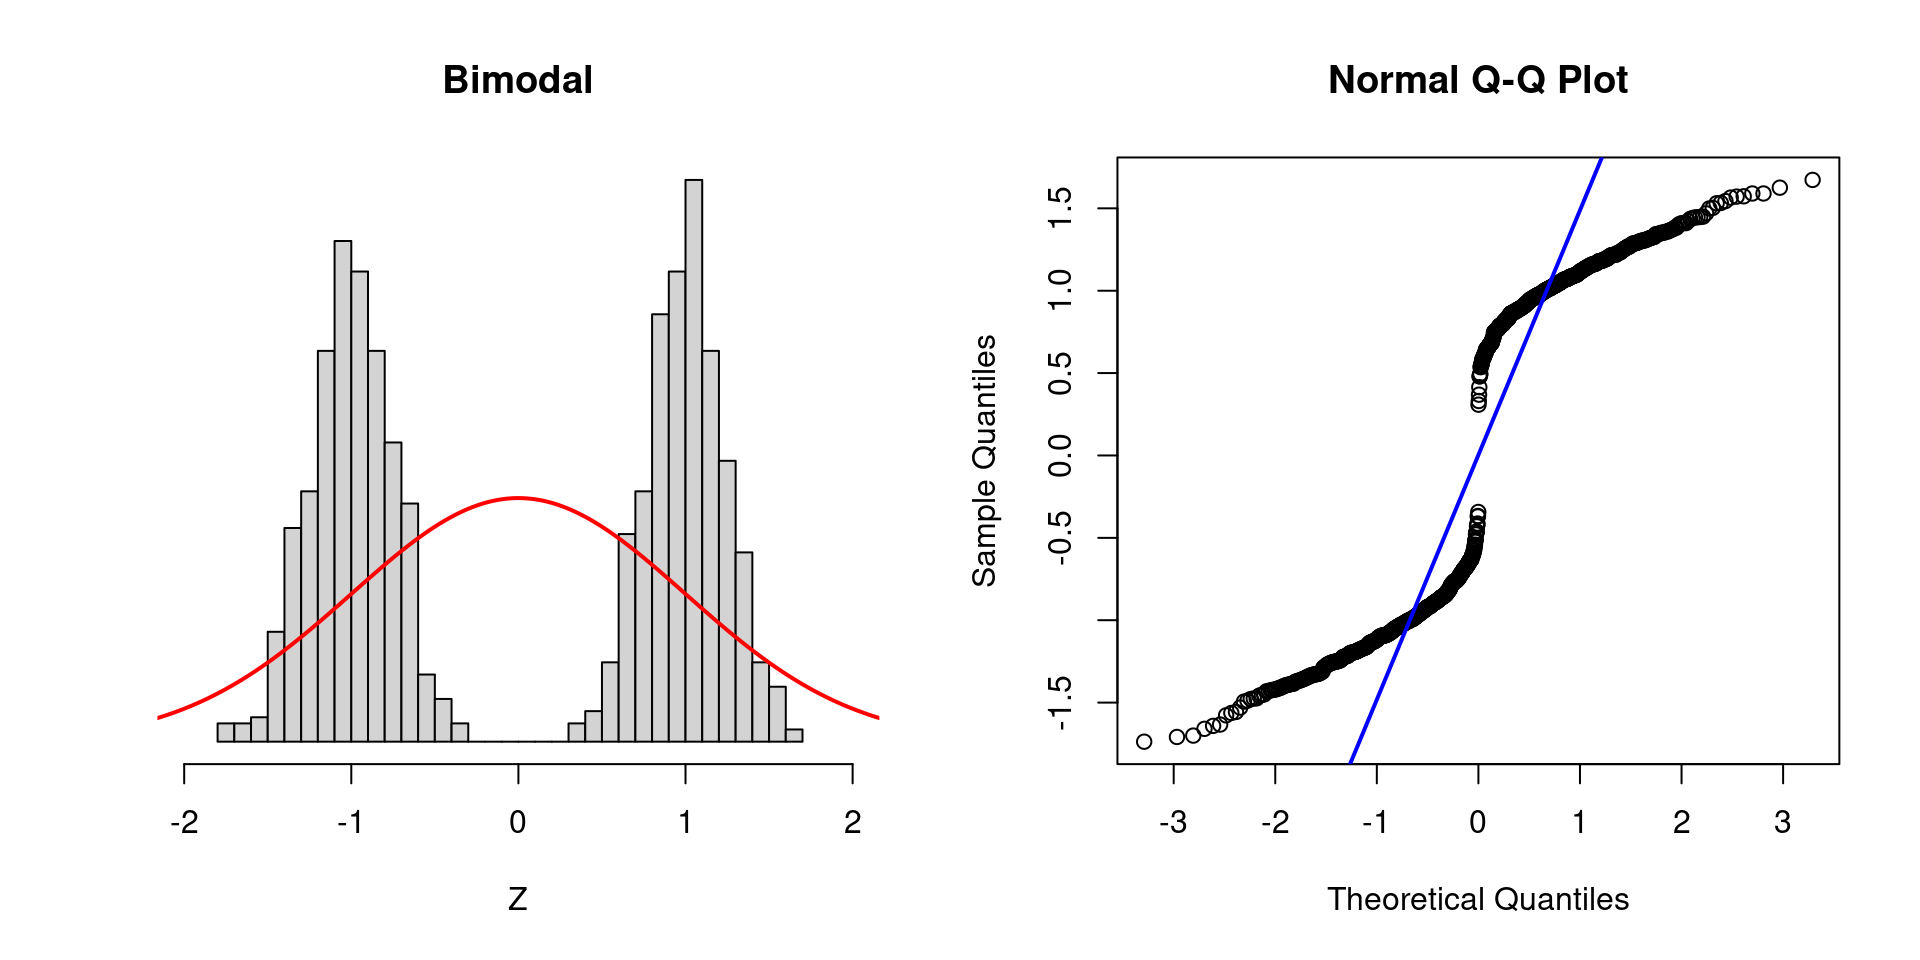 Bimodal
-2 -1 0 1 2
Z
Normal Q-Q Plot
Sample Quantiles
1.5
1.0
0.5
0.0
-0.5
-1.5
-3 -2 -1 0 1 2 3
Theoretical Quantiles